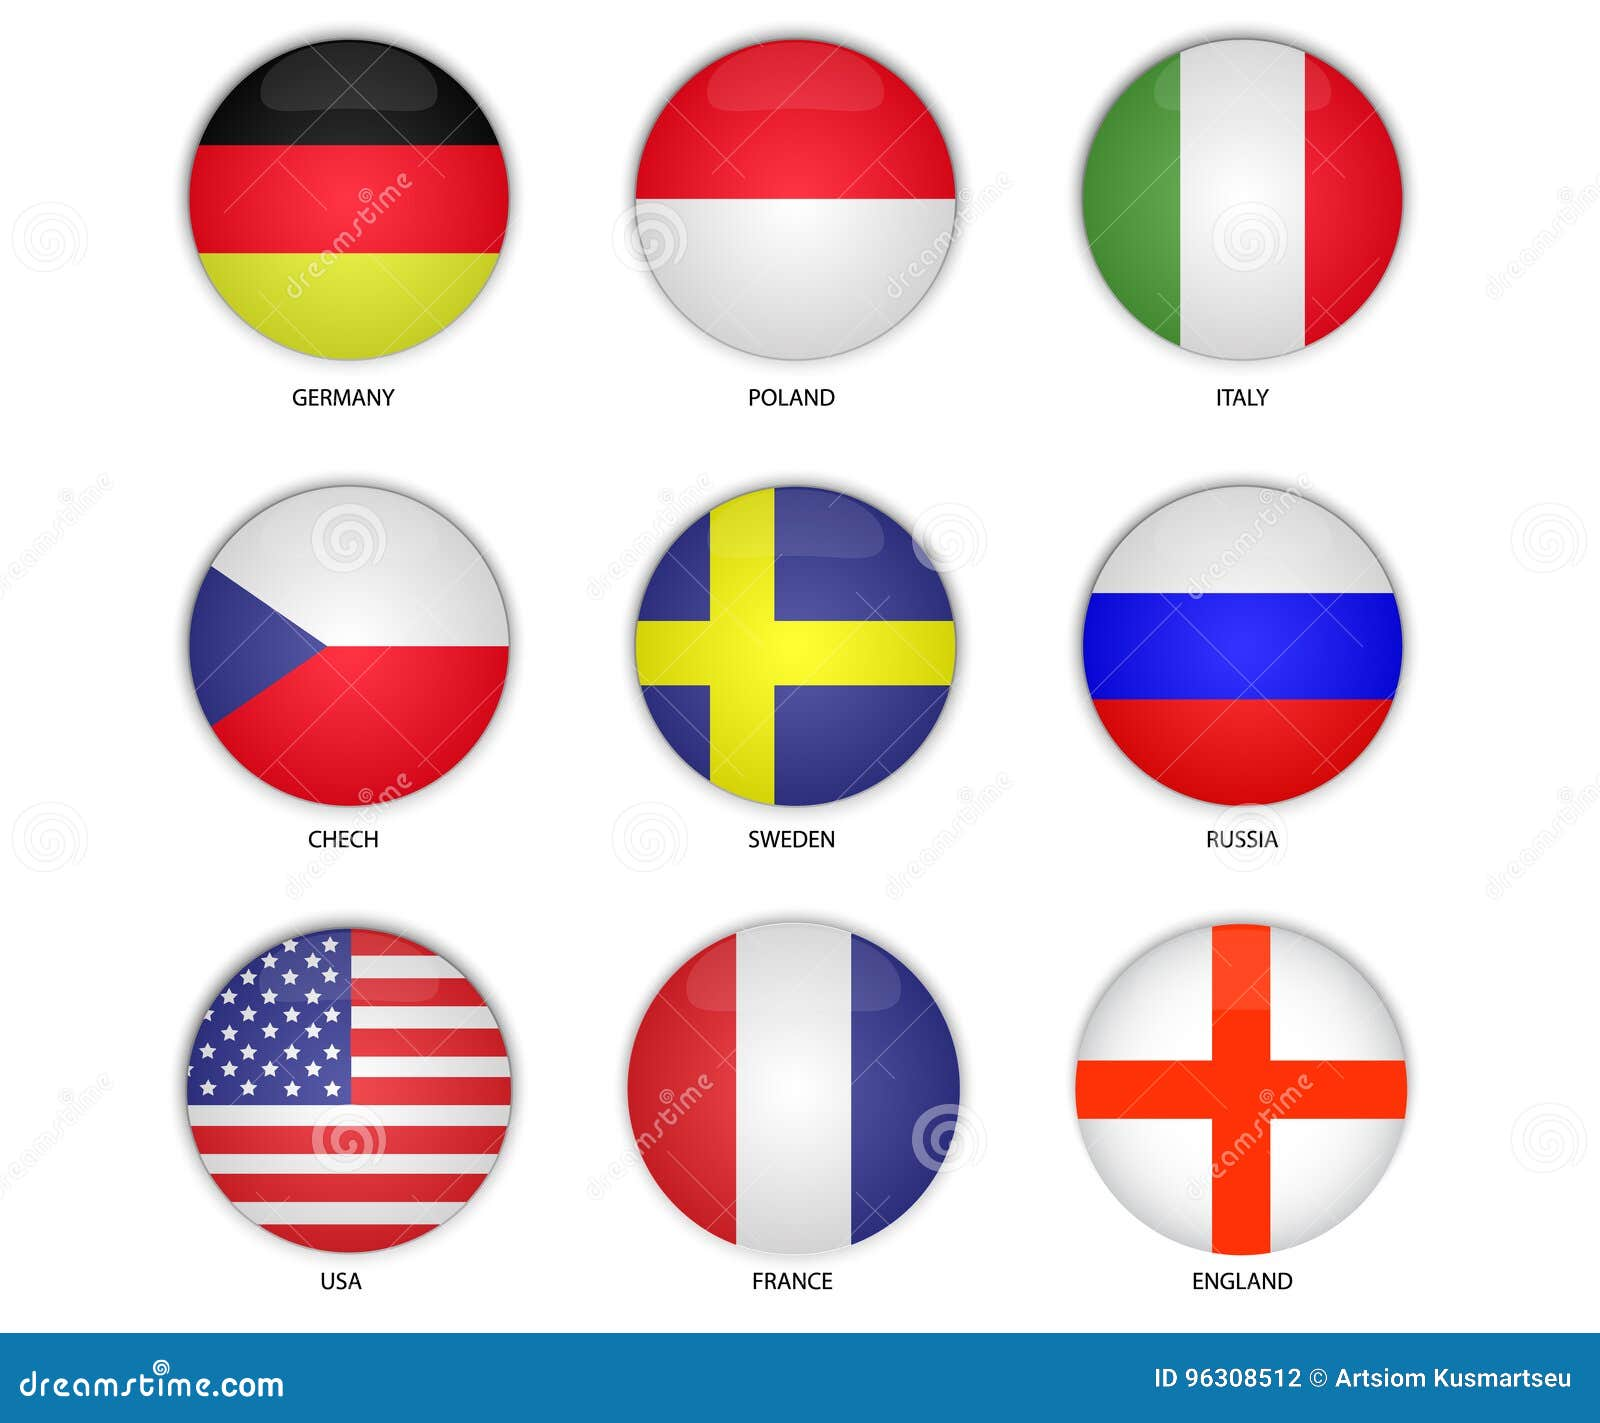 GERMANY
POLAND
ITALY
CHECH
SWEDEN
RUSSIA
USA
FRANCE
ENGLAND
dreamstime.com
ID 96308512 © Artsiom Kusmartseu